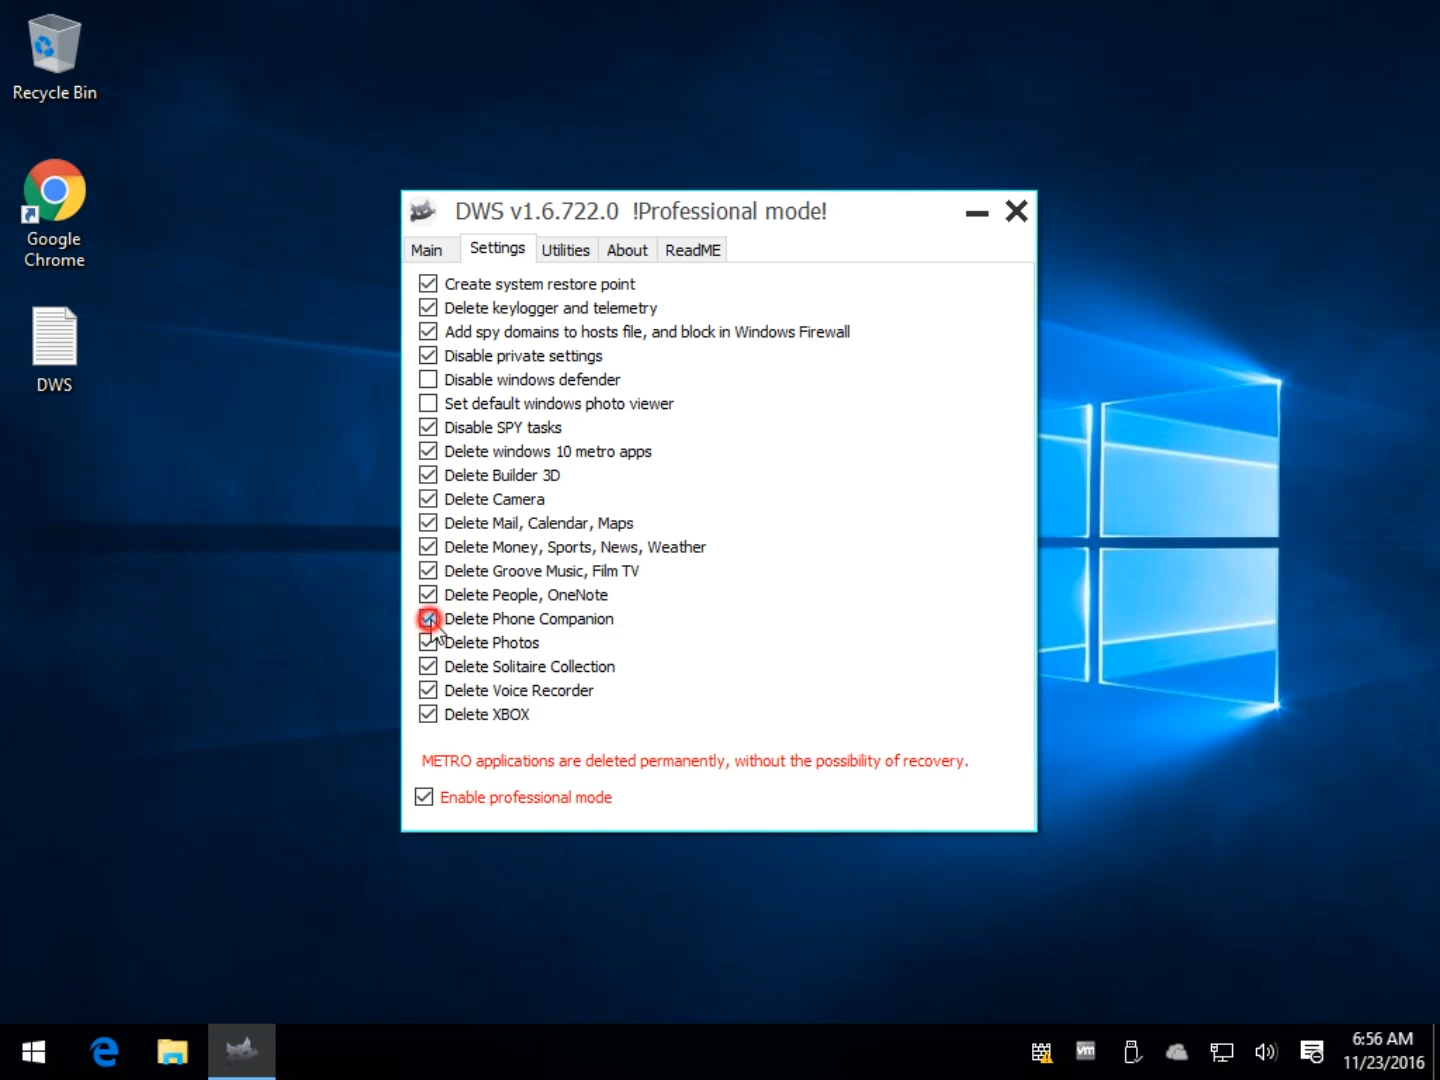 Recycle Bin
Google
Chrome
DWS
DWS v1.6.722.0 !Professional mode!
Main
Settings
Utilities
About
ReadME
Create system restore point
Delete keylogger and telemetry
Add spy domains to hosts file, and block in Windows Firewall
Disable private settings
Disable windows defender
Set default windows photo viewer
Disable SPY tasks
Delete windows 10 metro apps
Delete Builder 3D
Delete Camera
Delete Mail, Calendar, Maps
Delete Money, Sports, News, Weather
Delete Groove Music, Film TV
Delete People, OneNote
Delete Phone Companion
Delete Photos
Delete Solitaire Collection
Delete Voice Recorder
Delete XBOX
METRO applications are deleted permanently, without the possibility of recovery.
Enable professional mode
vm
6:56 AM
11/23/2016